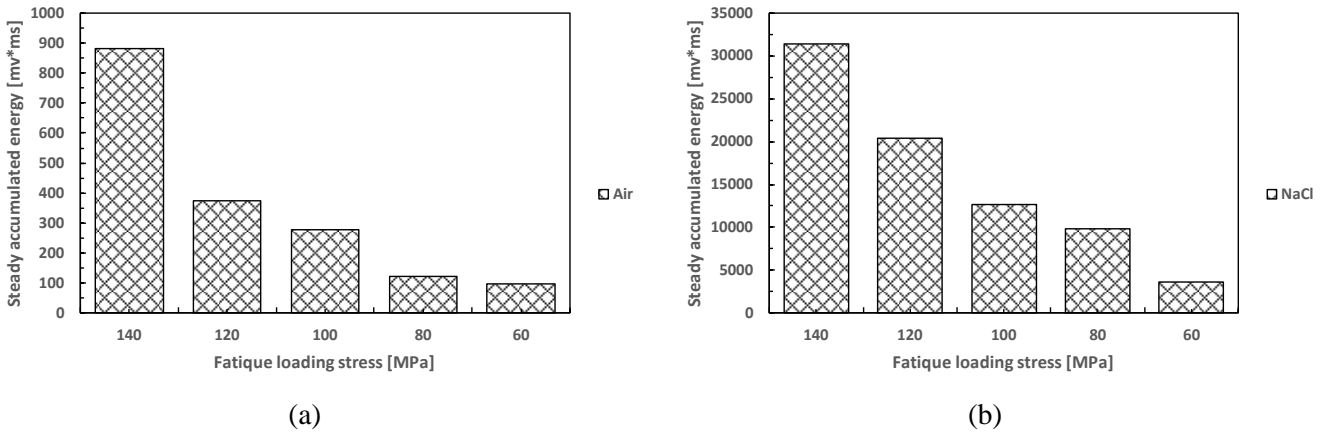 Steady accumulated energy [mv*ms]
1000
900
800
700
600
500
400
300
200
100
0
140 120 100 80 60
Fatique loading stress [MPa]
Air
(a)
Steady accumulated energy [mv*ms]
35000
30000
25000
20000
15000
10000
5000
0
140 120 100 80 60
Fatique loading stress [MPa]
NaCl
(b)